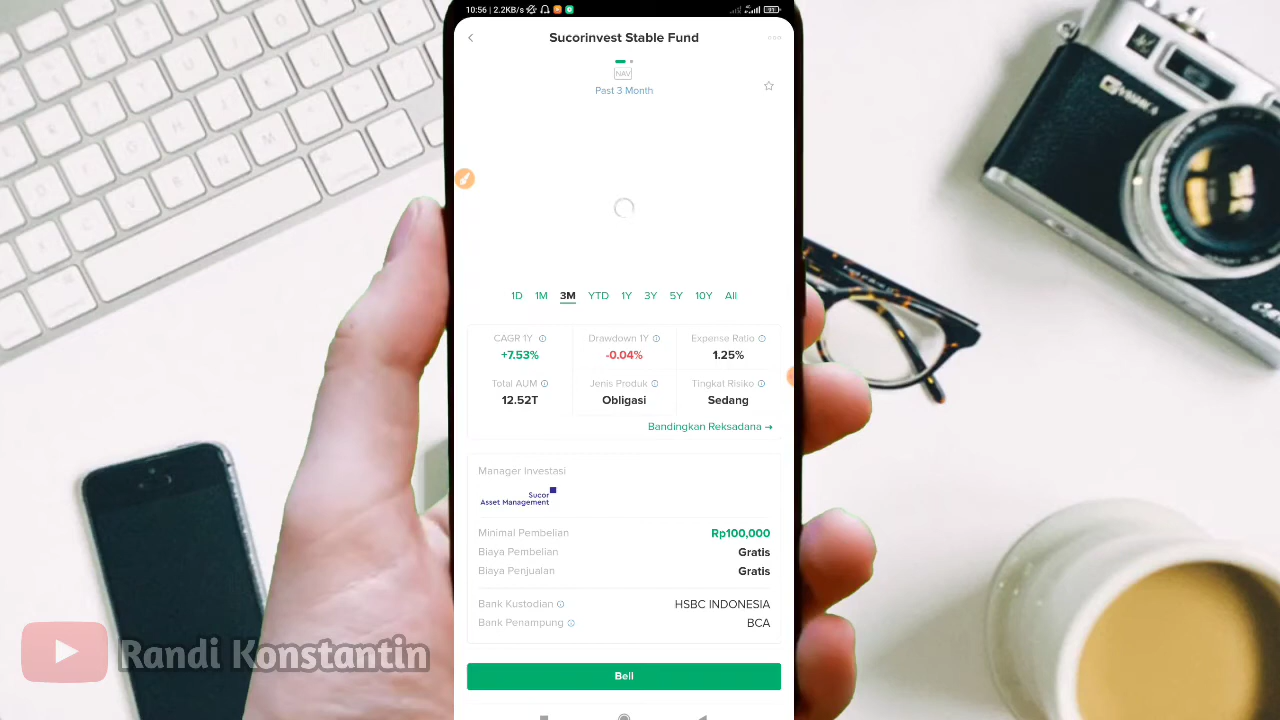 10:56 | 2.2KB/s
Sucorinvest Stable Fund
NAV
Past 3 Month
1D 1M 3M YTD 1Y 3Y 5Y 10Y All
CAGR 1Y Drawdown 1Y Expense Ratio
+7.53% -0.04% 1.25%
Total AUM Jenis Produk Tingkat Risiko
12.52T Obligasi Sedang
Bandingkan Reksadana →
Manager Investasi
Sucor
Asset Management
Minimal Pembelian Rp100,000
Biaya Pembelian Gratis
Biaya Penjualan Gratis
Bank Kustodian HSBC INDONESIA
Bank Penampung BCA
Beli
Randi Konstantin